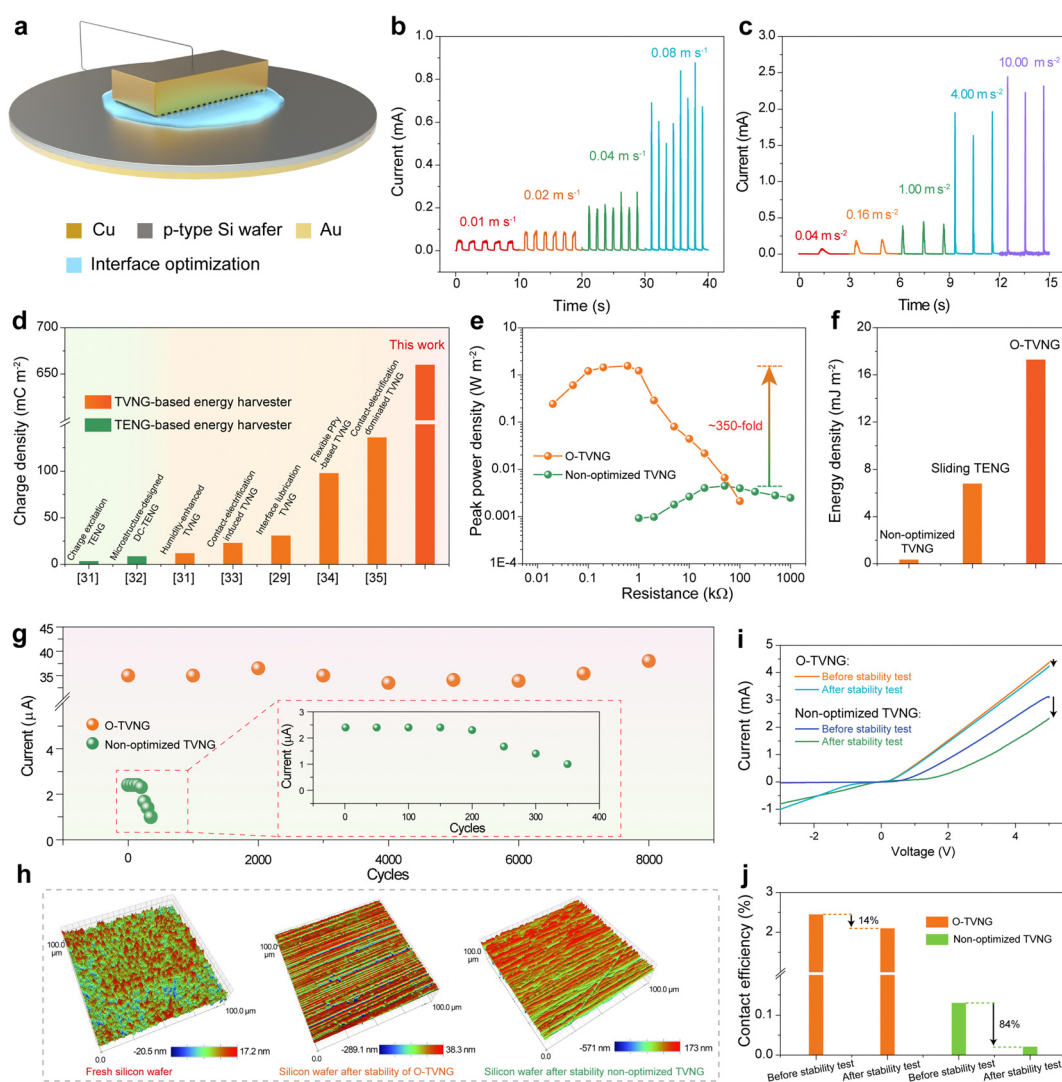 a
Cu
p-type Si wafer
Au
Interface optimization
b
Current (mA)
1.0
0.8
0.6
0.4
0.2
0.0
0.01 m s⁻¹
0.02 m s⁻¹
0.04 m s⁻¹
0.08 m s⁻¹
0 10 20 30 40
Time (s)
c
Current (mA)
3.0
2.5
2.0
1.5
1.0
0.5
0.0
0.04 m s⁻²
0.16 m s⁻²
1.00 m s⁻²
4.00 m s⁻²
10.00 m s⁻²
0 3 6 9 12 15
Time (s)
d
Charge density (mC m⁻²)
700
650
100
50
0
This work
TVNG-based energy harvester
TENG-based energy harvester
Charge excitation
TENG
Microstructure-designed
DC-TENG
Humidity-enhanced
TVNG
Contact-electrification
induced TVNG
Interface lubrication
TVNG
Flexible PPy
-based TVNG
Contact-electrification
dominated TVNG
[31] [32] [31] [33] [29] [34] [35]
e
Peak power density (W m⁻²)
10
1
0.1
0.01
0.001
1E-4
~350-fold
O-TVNG
Non-optimized TVNG
0.01 0.1 1 10 100 1000
Resistance (kΩ)
f
Energy density (mJ m⁻²)
20
16
12
8
4
0
O-TVNG
Sliding TENG
Non-optimized
TVNG
g
Current (μA)
45
40
35
4
2
1
0
O-TVNG
Non-optimized TVNG
Current (μA)
3
2
1
0
0 100 200 300 400
Cycles
0 2000 4000 6000 8000
Cycles
h
100.0
μm
0.0
100.0 μm
-20.5 nm
17.2 nm
Fresh silicon wafer
100.0
μm
0.0
100.0 μm
-289.1 nm
38.3 nm
Silicon wafer after stability of O-TVNG
100.0
μm
0.0
100.0 μm
-571 nm
173 nm
Silicon wafer after stability non-optimized TVNG
i
Current (mA)
5
4
3
2
1
0
-1
O-TVNG:
Before stability test
After stability test
Non-optimized TVNG:
Before stability test
After stability test
-2 0 2 4
Voltage (V)
j
Contact efficiency (%)
3
2
0.1
0.0
14%
84%
O-TVNG
Non-optimized TVNG
Before stability test
After stability test
Before stability test
After stability test